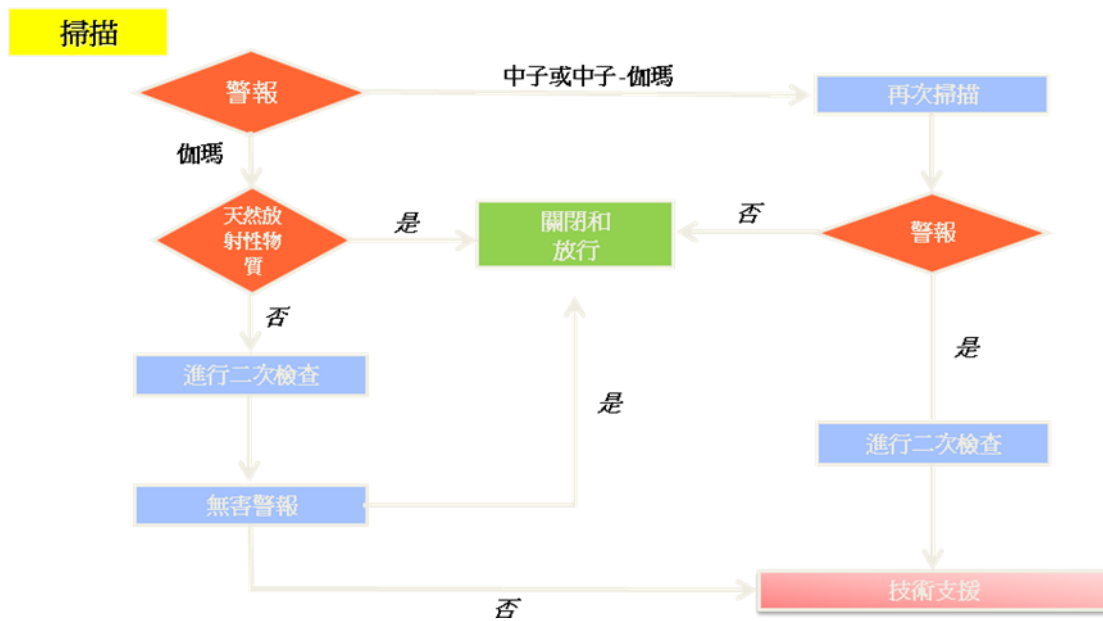 掃描
警報
中子或中子-伽瑪
再次掃描
伽瑪
天然放
射性物
質
是
關閉和
放行
否
警報
否
是
進行二次檢查
是
進行二次檢查
無害警報
技術支援
否